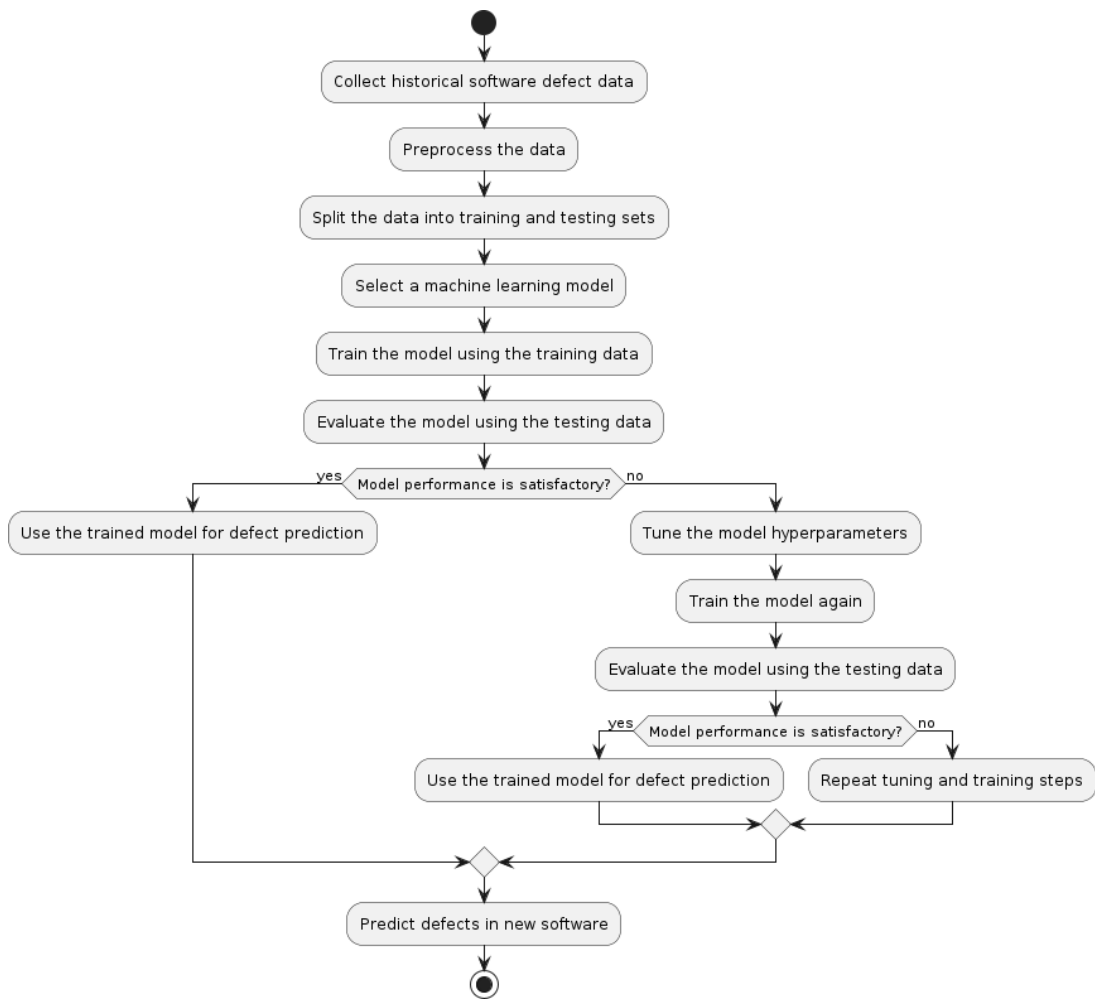 Collect historical software defect data
Preprocess the data
Split the data into training and testing sets
Select a machine learning model
Train the model using the training data
Evaluate the model using the testing data
yes
Model performance is satisfactory?
no
Use the trained model for defect prediction
Tune the model hyperparameters
Train the model again
Evaluate the model using the testing data
yes
Model performance is satisfactory?
no
Use the trained model for defect prediction
Repeat tuning and training steps
Predict defects in new software